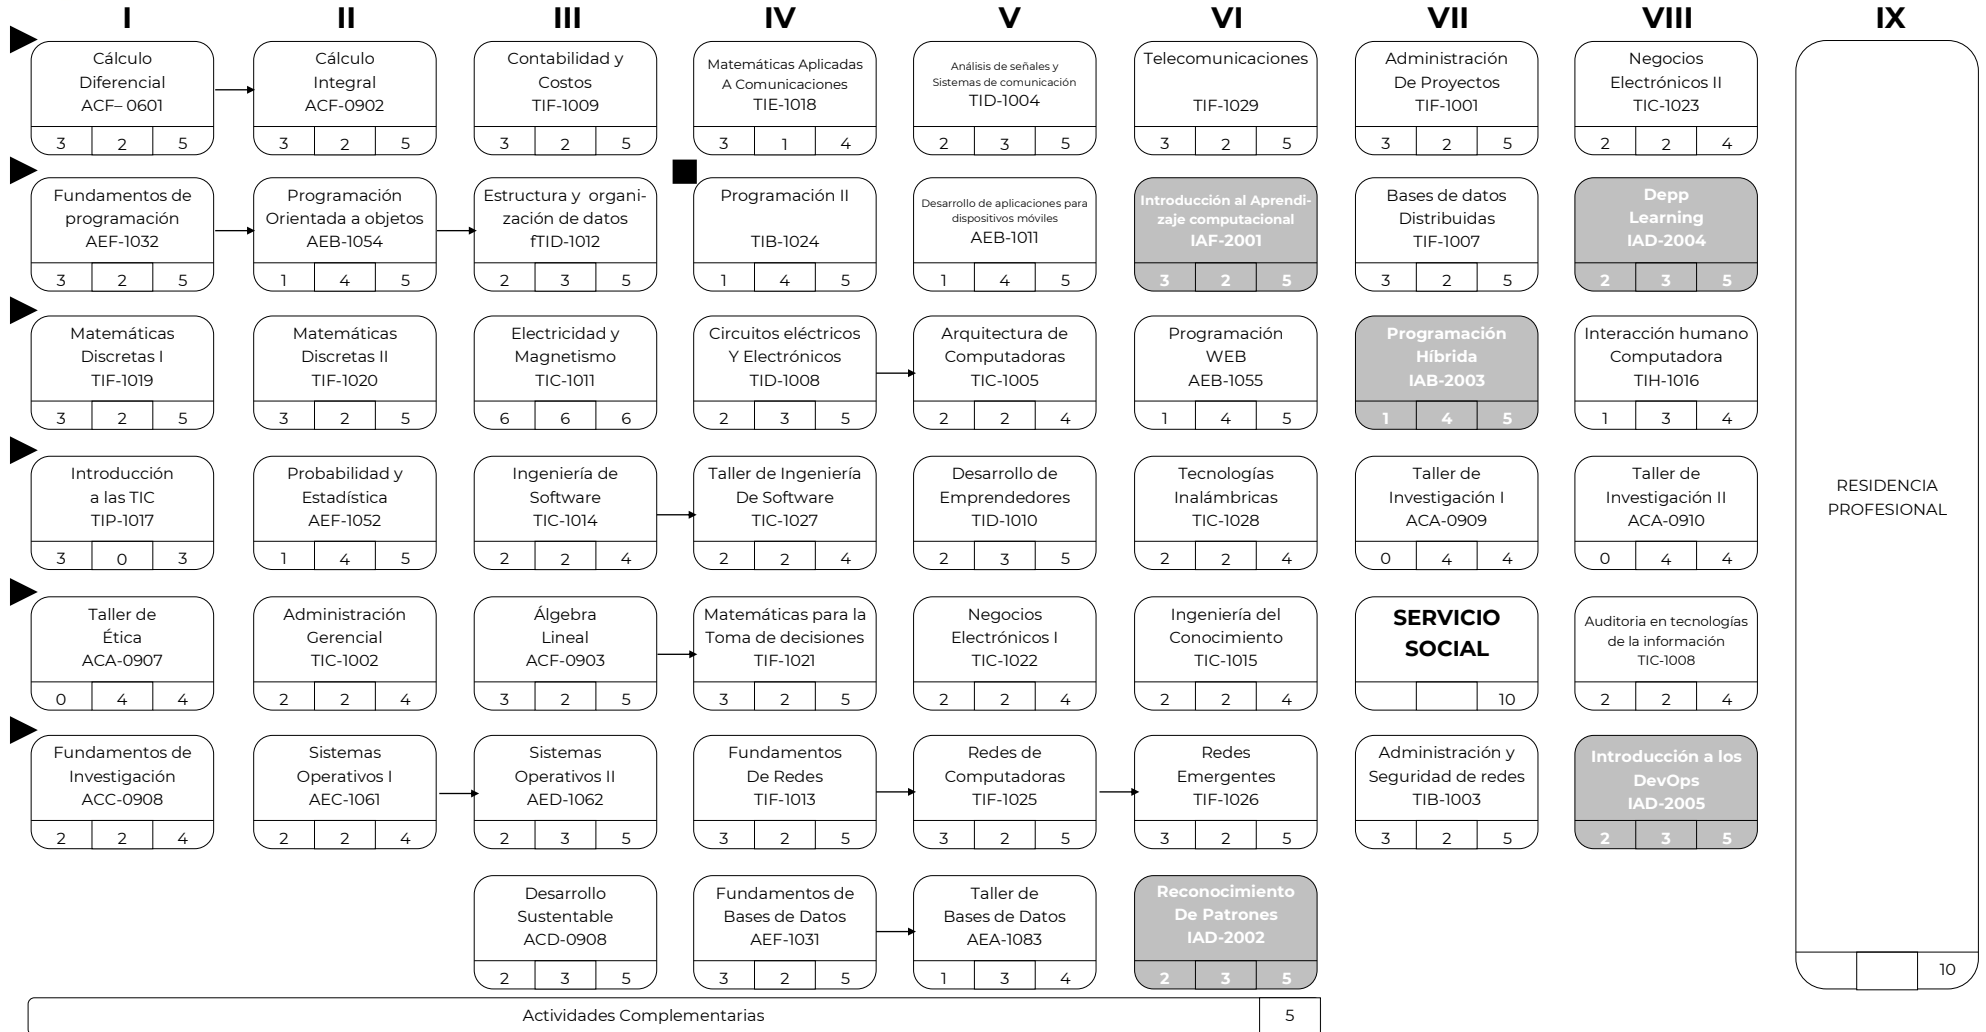 I II III IV V VI VII VIII IX
Cálculo
Diferencial
ACF– 0601
3 2 5
Cálculo
Integral
ACF-0902
3 2 5
Contabilidad y
Costos
TIF-1009
3 2 5
Matemáticas Aplicadas
A Comunicaciones
TIE-1018
3 1 4
Análisis de señales y
Sistemas de comunicación
TID-1004
2 3 5
Telecomunicaciones
TIF-1029
3 2 5
Administración
De Proyectos
TIF-1001
3 2 5
Negocios
Electrónicos II
TIC-1023
2 2 4
Fundamentos de
programación
AEF-1032
3 2 5
Programación
Orientada a objetos
AEB-1054
1 4 5
Estructura y organi-
zación de datos
fTID-1012
2 3 5
Programación II
TIB-1024
1 4 5
Desarrollo de aplicaciones para
dispositivos móviles
AEB-1011
1 4 5
Introducción al Aprendi-
zaje computacional
IAF-2001
3 2 5
Bases de datos
Distribuidas
TIF-1007
3 2 5
Depp
Learning
IAD-2004
2 3 5
Matemáticas
Discretas I
TIF-1019
3 2 5
Matemáticas
Discretas II
TIF-1020
3 2 5
Electricidad y
Magnetismo
TIC-1011
6 6 6
Circuitos eléctricos
Y Electrónicos
TID-1008
2 3 5
Arquitectura de
Computadoras
TIC-1005
2 2 4
Programación
WEB
AEB-1055
1 4 5
Programación
Híbrida
IAB-2003
1 4 5
Interacción humano
Computadora
TIH-1016
1 3 4
Introducción
a las TIC
TIP-1017
3 0 3
Probabilidad y
Estadística
AEF-1052
1 4 5
Ingeniería de
Software
TIC-1014
2 2 4
Taller de Ingeniería
De Software
TIC-1027
2 2 4
Desarrollo de
Emprendedores
TID-1010
2 3 5
Tecnologías
Inalámbricas
TIC-1028
2 2 4
Taller de
Investigación I
ACA-0909
0 4 4
Taller de
Investigación II
ACA-0910
0 4 4
RESIDENCIA
PROFESIONAL
10
Taller de
Ética
ACA-0907
0 4 4
Administración
Gerencial
TIC-1002
2 2 4
Álgebra
Lineal
ACF-0903
3 2 5
Matemáticas para la
Toma de decisiones
TIF-1021
3 2 5
Negocios
Electrónicos I
TIC-1022
2 2 4
Ingeniería del
Conocimiento
TIC-1015
2 2 4
SERVICIO
SOCIAL
10
Auditoria en tecnologías
de la información
TIC-1008
2 2 4
Fundamentos de
Investigación
ACC-0908
2 2 4
Sistemas
Operativos I
AEC-1061
2 2 4
Sistemas
Operativos II
AED-1062
2 3 5
Fundamentos
De Redes
TIF-1013
3 2 5
Redes de
Computadoras
TIF-1025
3 2 5
Redes
Emergentes
TIF-1026
3 2 5
Administración y
Seguridad de redes
TIB-1003
3 2 5
Introducción a los
DevOps
IAD-2005
2 3 5
Desarrollo
Sustentable
ACD-0908
2 3 5
Fundamentos de
Bases de Datos
AEF-1031
3 2 5
Taller de
Bases de Datos
AEA-1083
1 3 4
Reconocimiento
De Patrones
IAD-2002
2 3 5
Actividades Complementarias 5